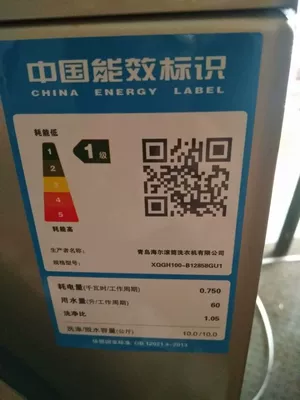 中国能效标识
CHINA ENERGY LABEL
耗能低
1
2
3
4
5
耗能高
1级
生产者名称: 青岛海尔滚筒洗衣机有限公司
规格型号: XQGH100-B12858GU1
耗电量(千瓦时/工作周期) 0.750
用水量(升/工作周期) 60
洗净比 1.05
洗涤/脱水容量(公斤) 10.0/10.0